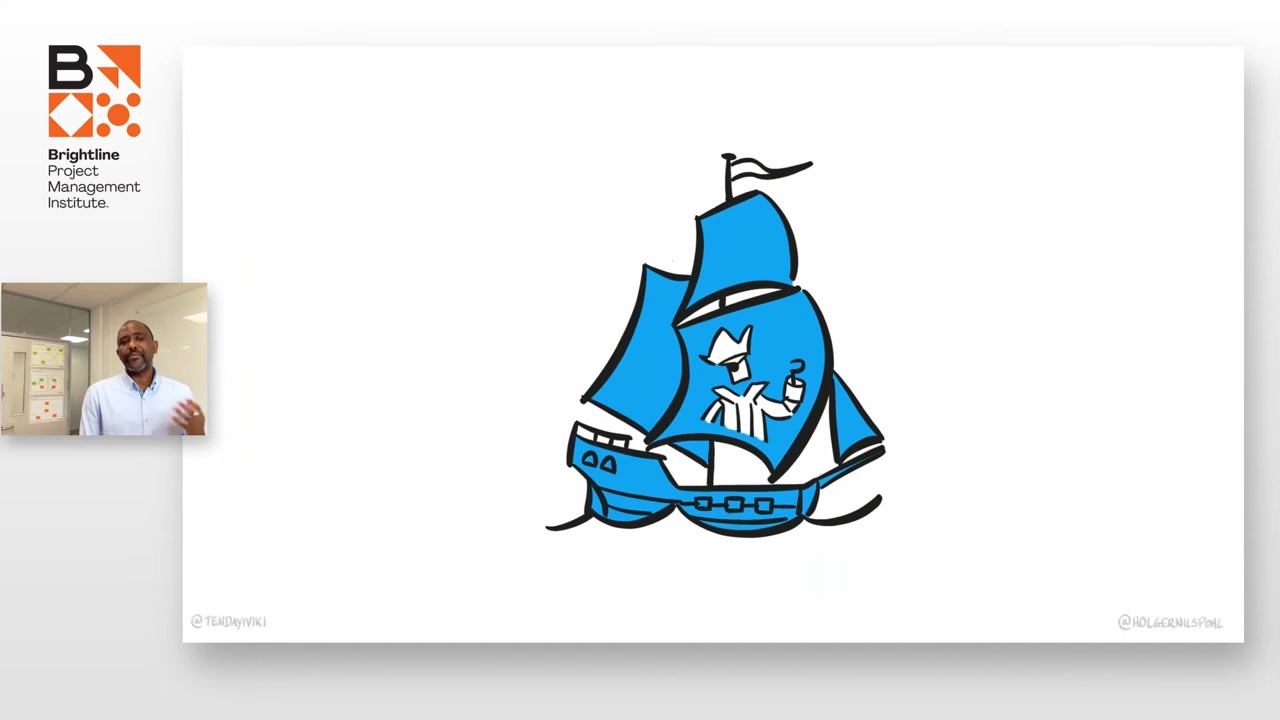 B
Brightline
Project
Management
Institute.
@TENDAYIVIKI
@HOLGERNILSPOHL